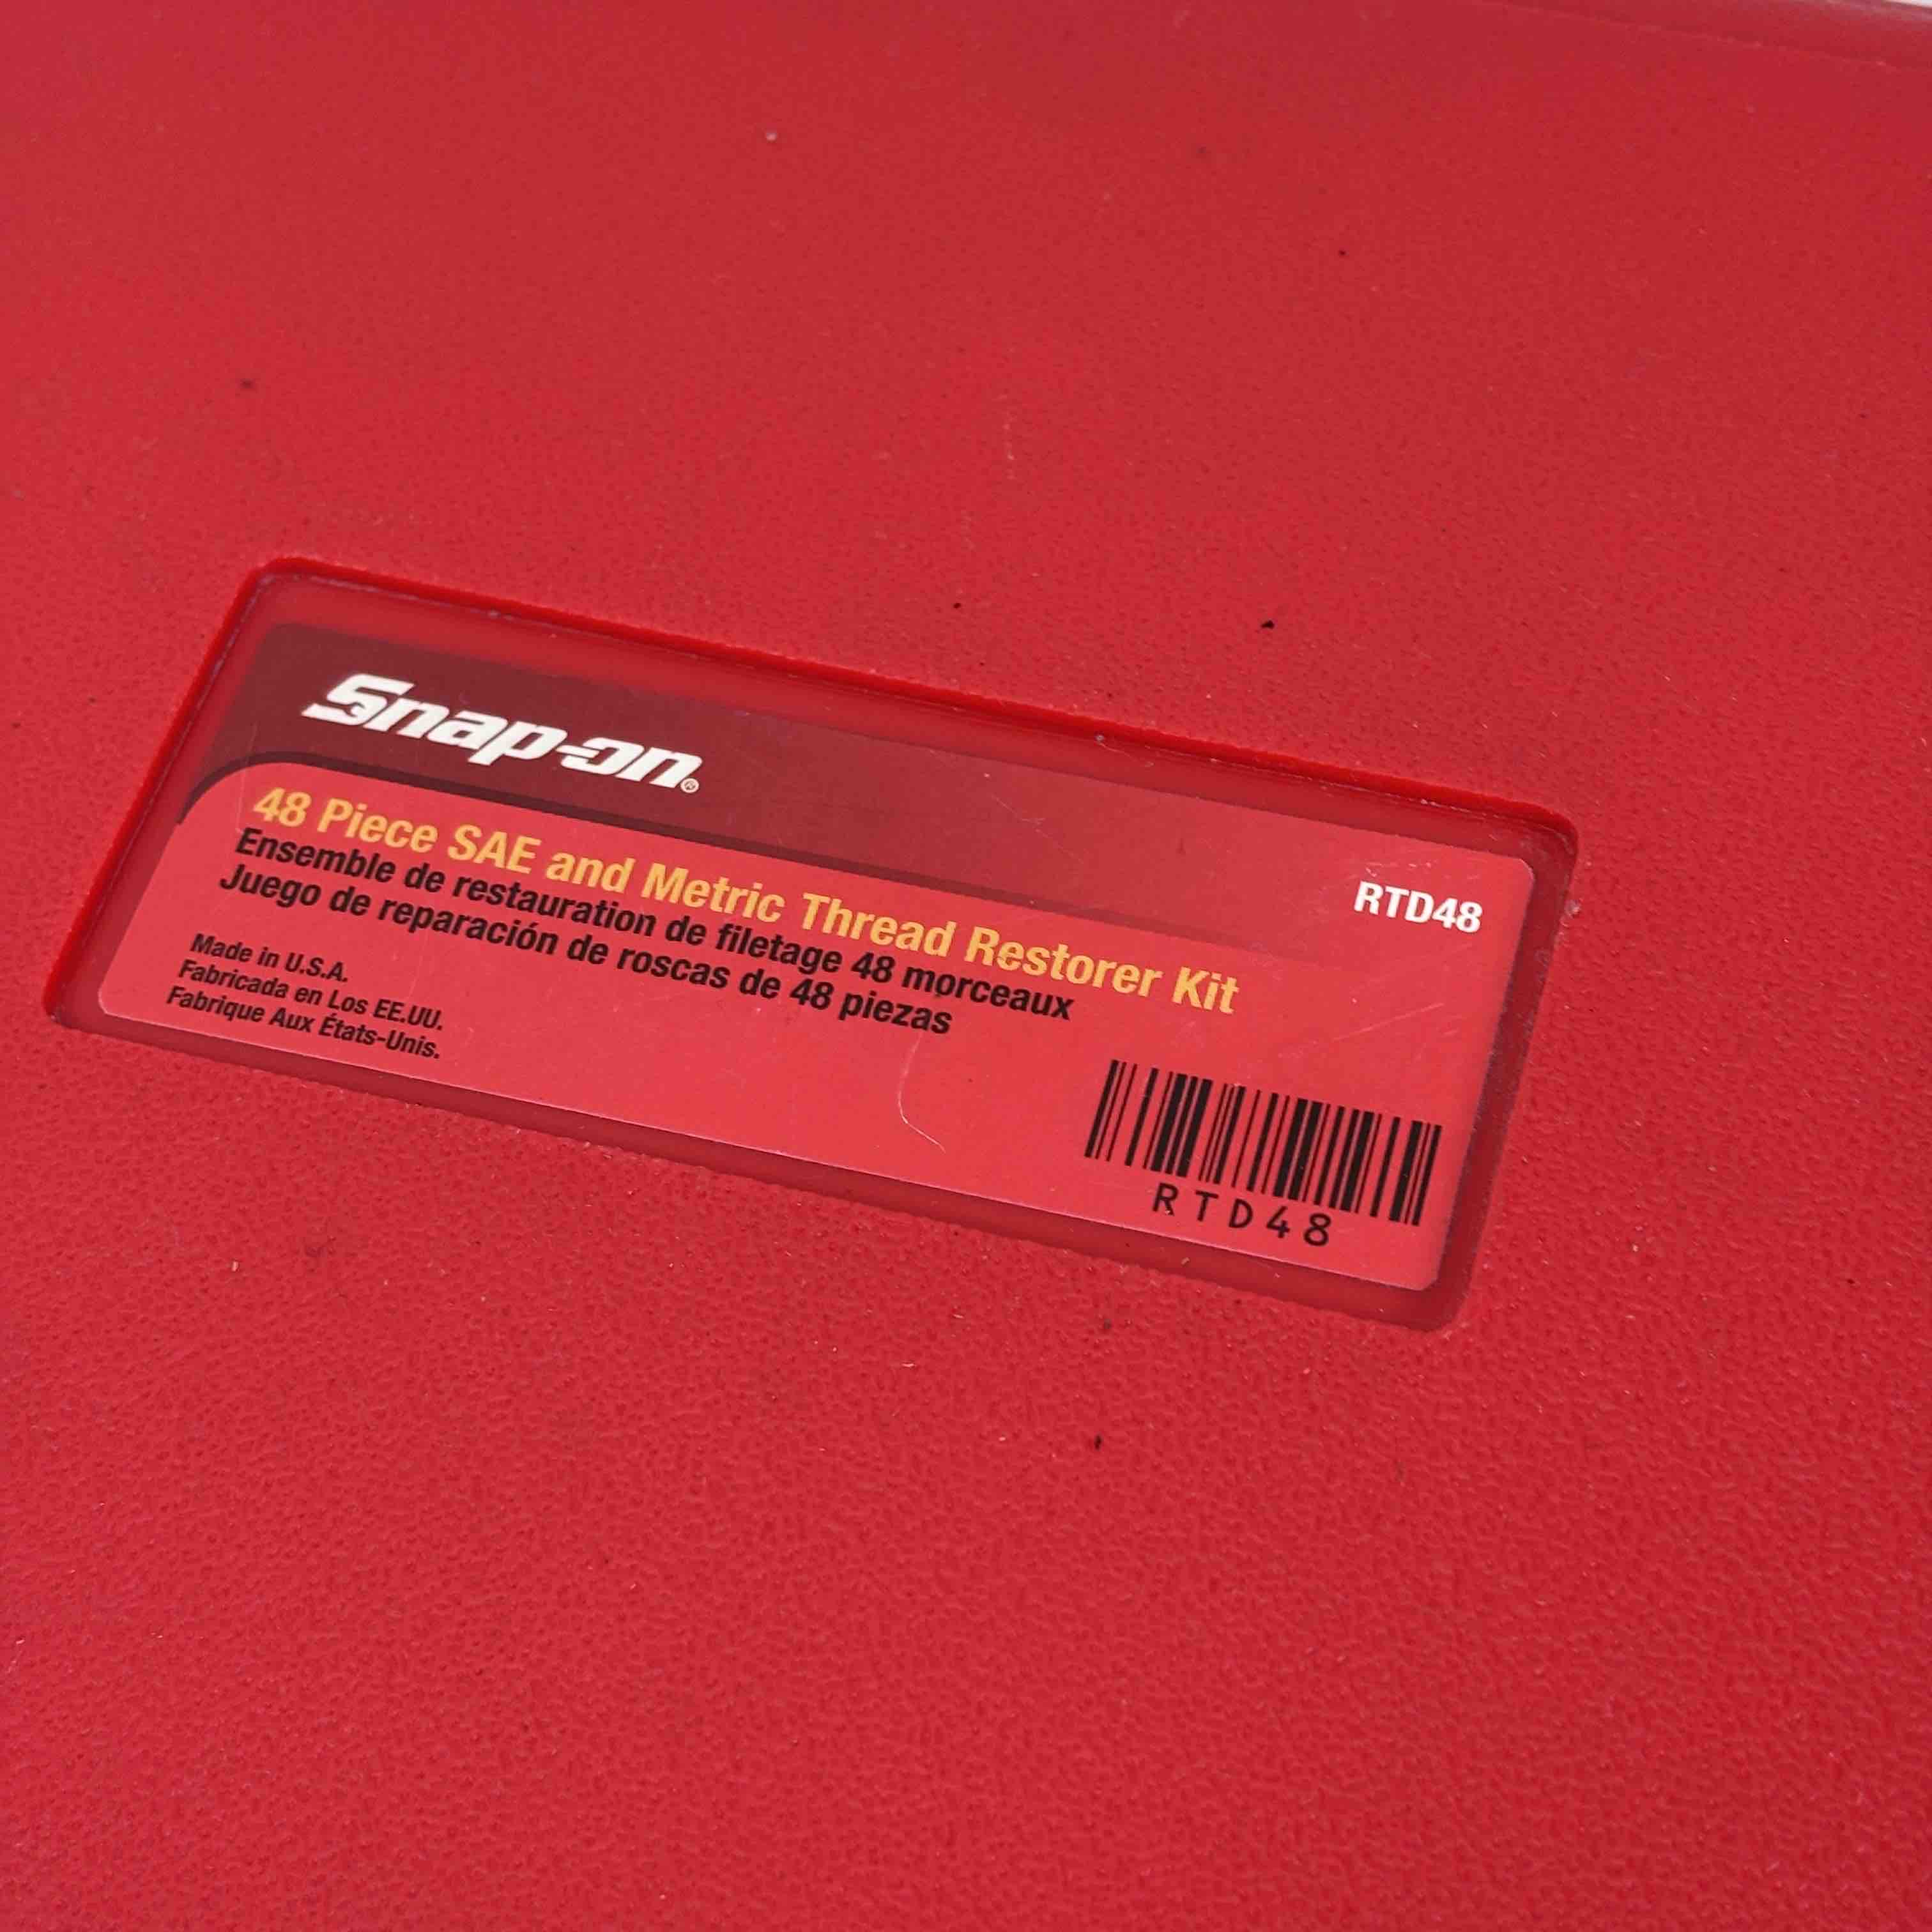 Snap-on®
RTD48
48 Piece SAE and Metric Thread Restorer Kit
Ensemble de restauration de filetage 48 morceaux
Juego de reparación de roscas de 48 piezas
Made in U.S.A.
Fabricada en Los EE.UU.
Fabrique Aux États-Unis.
RTD48